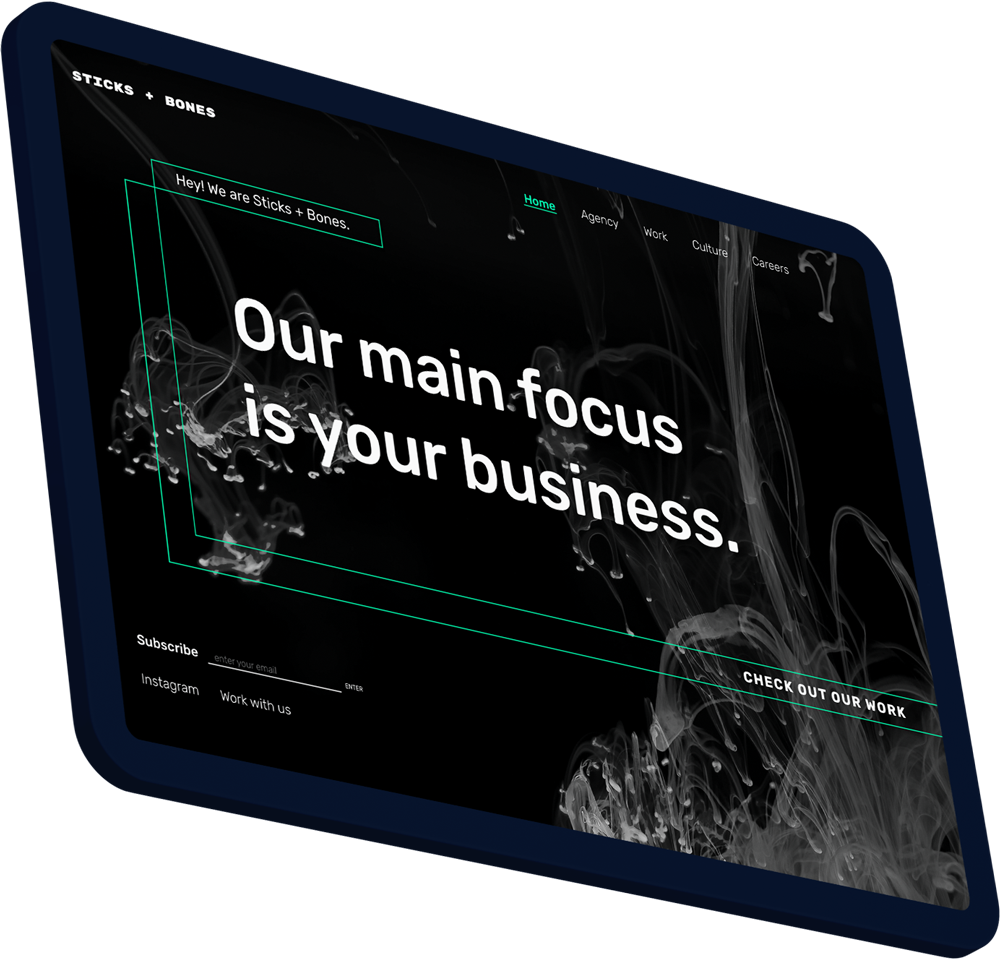 STICKS + BONES
Hey! We are Sticks + Bones.
Home Agency Work Culture Careers
Our main focus
is your business.
CHECK OUT OUR WORK
Subscribe enter your email ENTER
Instagram Work with us